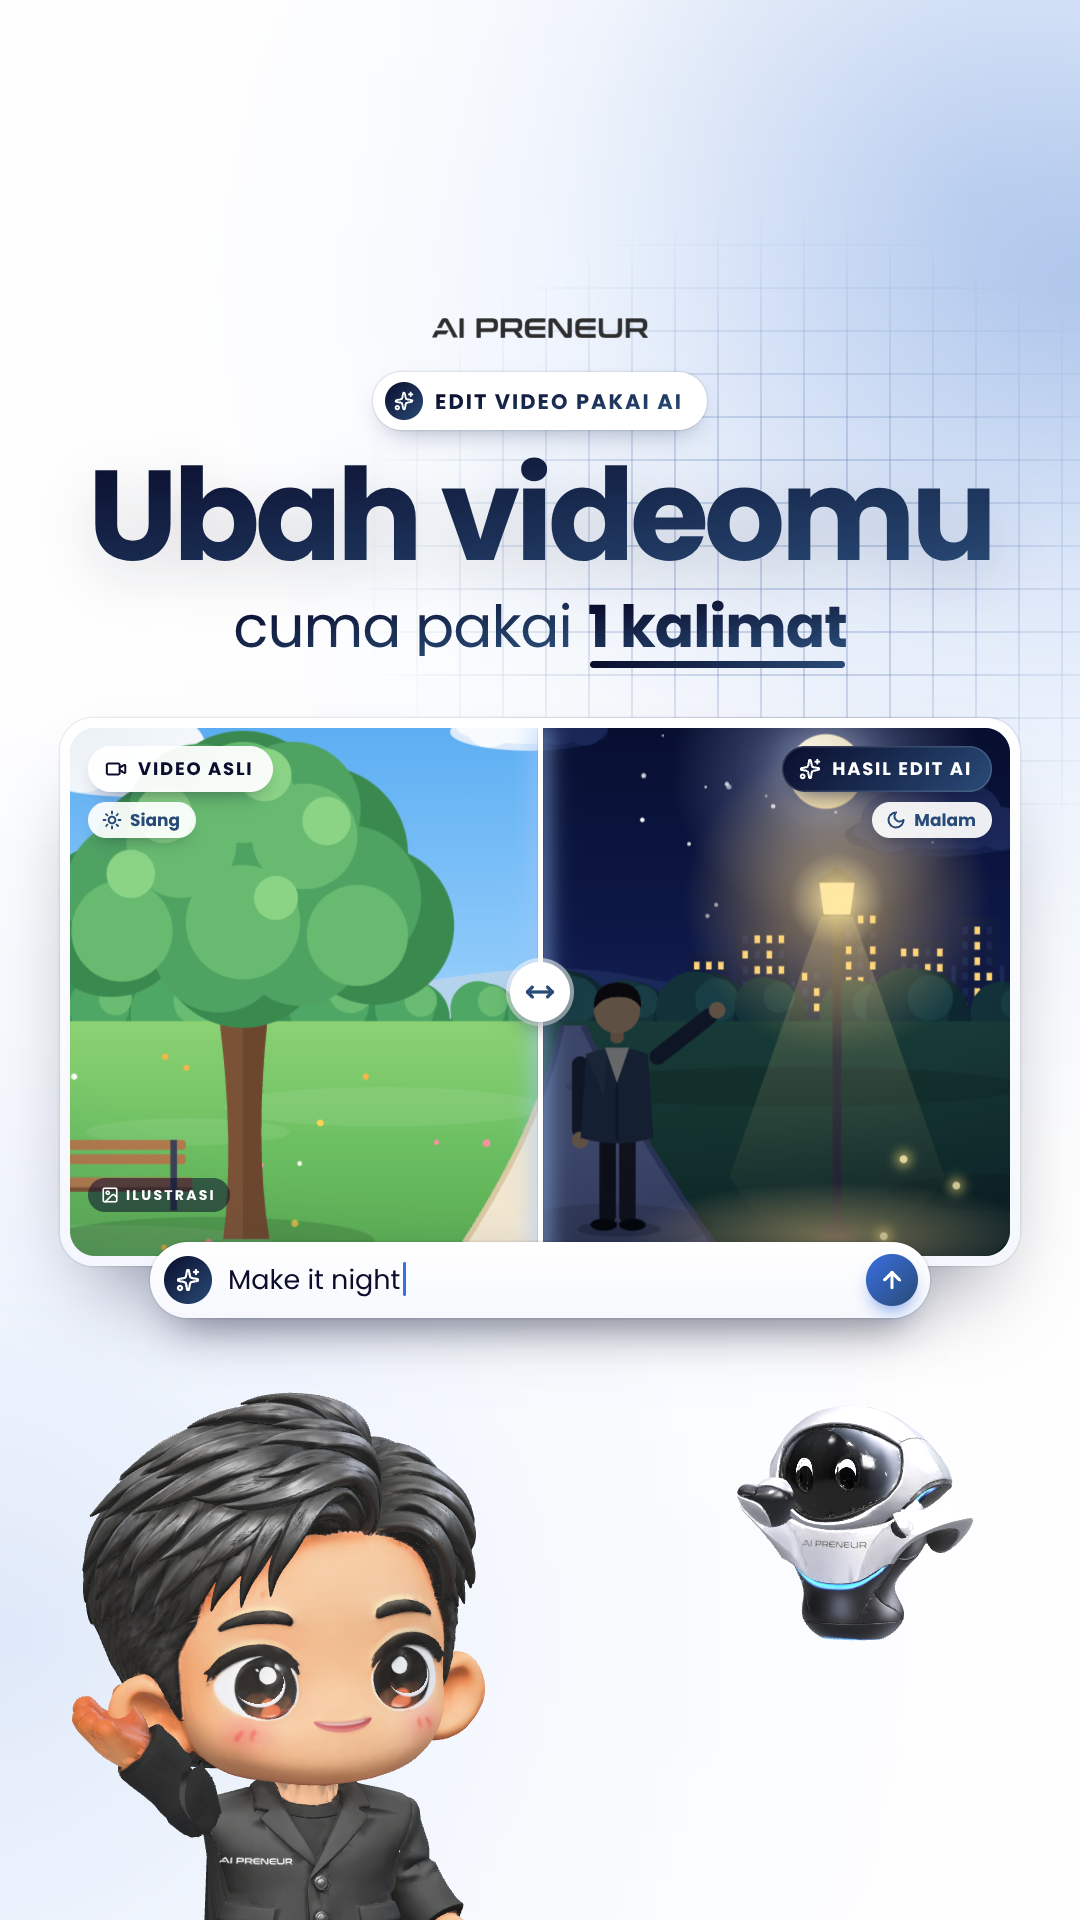 AI PRENEUR
EDIT VIDEO PAKAI AI
Ubah videomu
cuma pakai 1 kalimat
VIDEO ASLI
HASIL EDIT AI
Siang
Malam
ILUSTRASI
Make it night
AI PRENEUR
AI PRENEUR